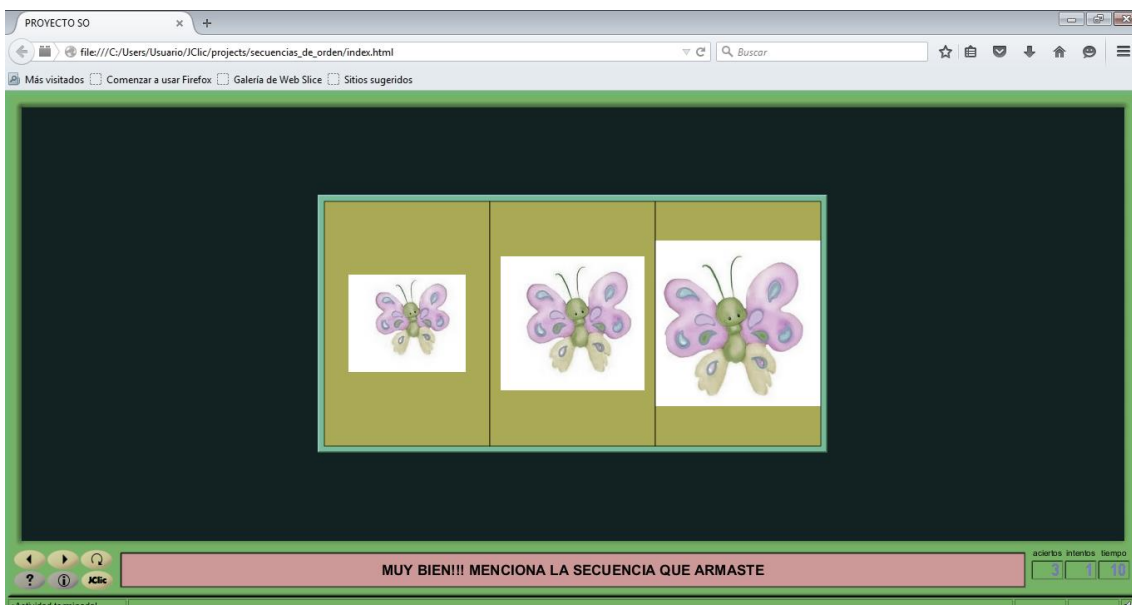 PROYECTO SO
file:///C:/Users/Usuario/JClic/projects/secuencias_de_orden/index.html
Buscar
Más visitados Comenzar a usar Firefox Galería de Web Slice Sitios sugeridos
MUY BIEN!!! MENCIONA LA SECUENCIA QUE ARMASTE
aciertos intentos tiempo
3 1 10
? i JClic